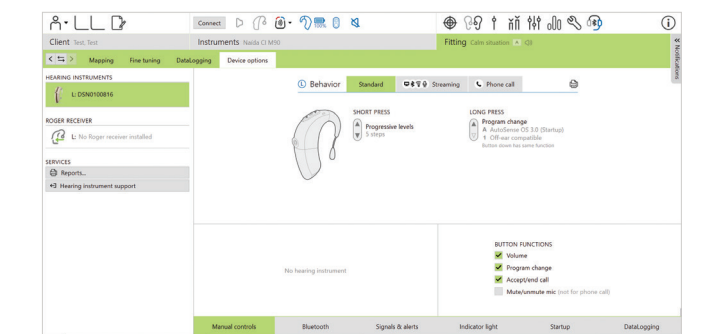 Connect
100%
Client Test, Test
Instruments Naída CI M90
Fitting Calm situation A CI
Notifications
Mapping Fine tuning DataLogging Device options
HEARING INSTRUMENTS
L: DSN0100816
ROGER RECEIVER
L: No Roger receiver installed
SERVICES
Reports...
Hearing instrument support
Behavior Standard Streaming Phone call
SHORT PRESS
Progressive levels
5 steps
LONG PRESS
Program change
A AutoSense OS 3.0 (Startup)
1 Off-ear compatible
Button down has same function
No hearing instrument
BUTTON FUNCTIONS
Volume
Program change
Accept/end call
Mute/unmute mic (not for phone call)
Manual controls Bluetooth Signals & alerts Indicator light Startup DataLogging